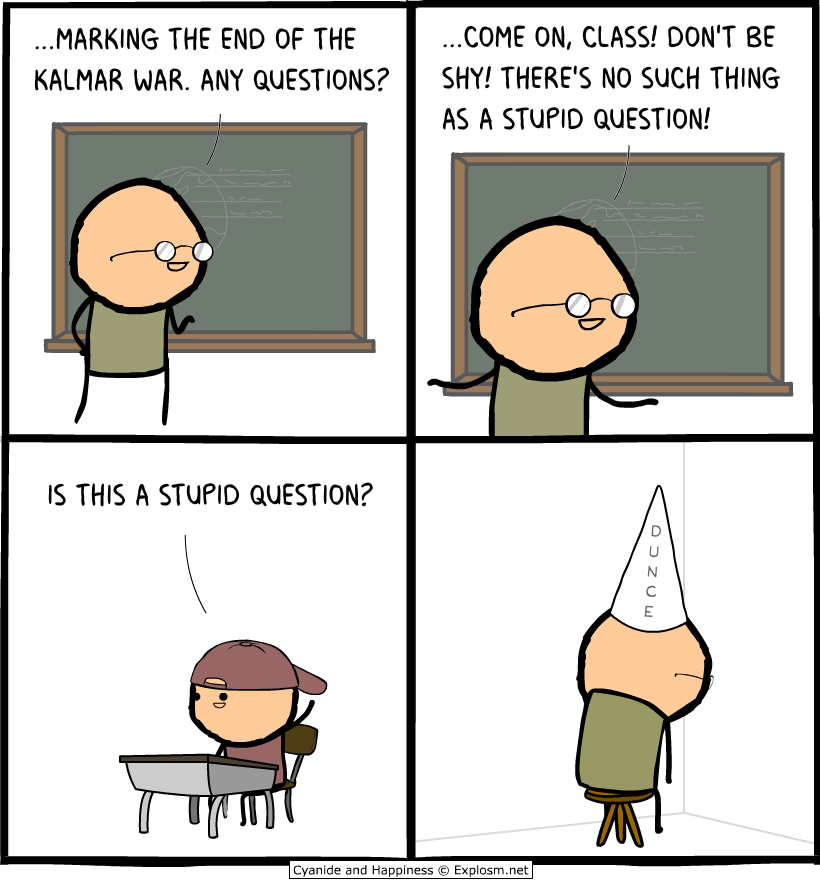 ...MARKING THE END OF THE
KALMAR WAR. ANY QUESTIONS?
...COME ON, CLASS! DON'T BE
SHY! THERE'S NO SUCH THING
AS A STUPID QUESTION!
IS THIS A STUPID QUESTION?
D
U
N
C
E
Cyanide and Happiness © Explosm.net